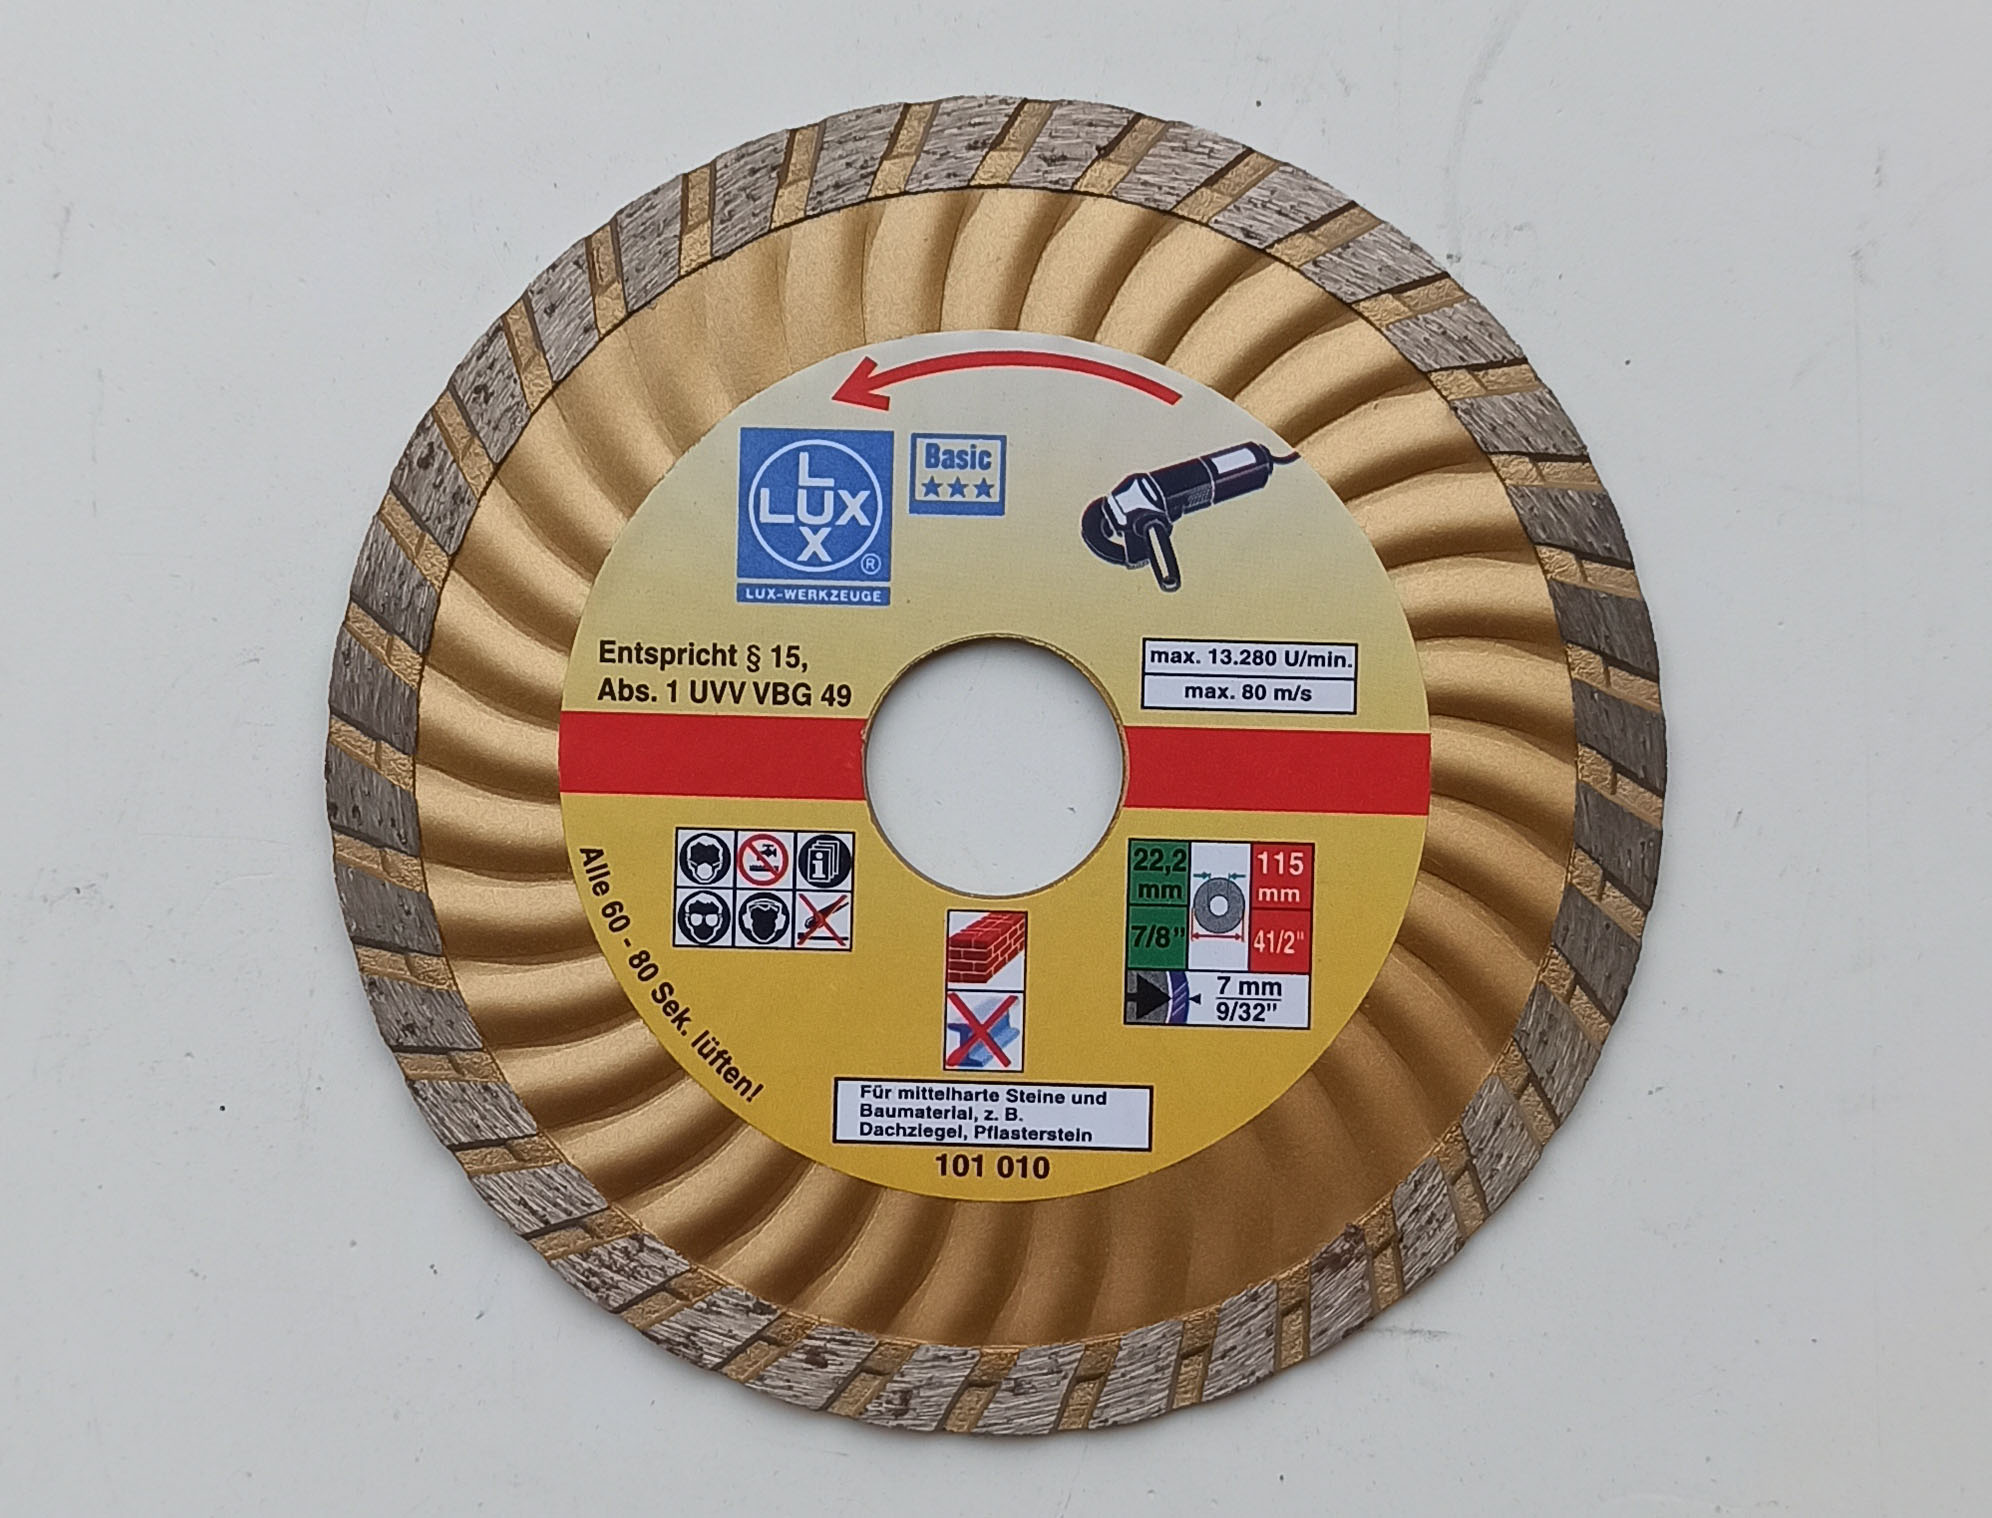 L
LUX
X
®
LUX-WERKZEUGE
Basic
Entspricht § 15,
Abs. 1 UVV VBG 49
max. 13.280 U/min.
max. 80 m/s
Alle 60 - 80 Sek. lüften!
22,2 mm
7/8"
115 mm
41/2"
7 mm
9/32"
Für mittelharte Steine und
Baumaterial, z. B.
Dachziegel, Pflasterstein
101 010